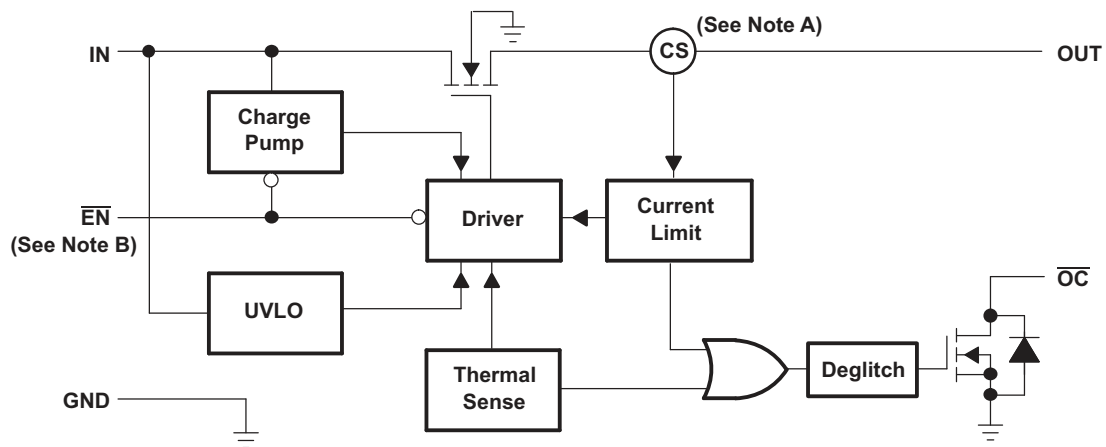 (See Note A)
IN
CS
OUT
Charge
Pump
EN
(See Note B)
Driver
Current
Limit
UVLO
OC
Thermal
Sense
Deglitch
GND